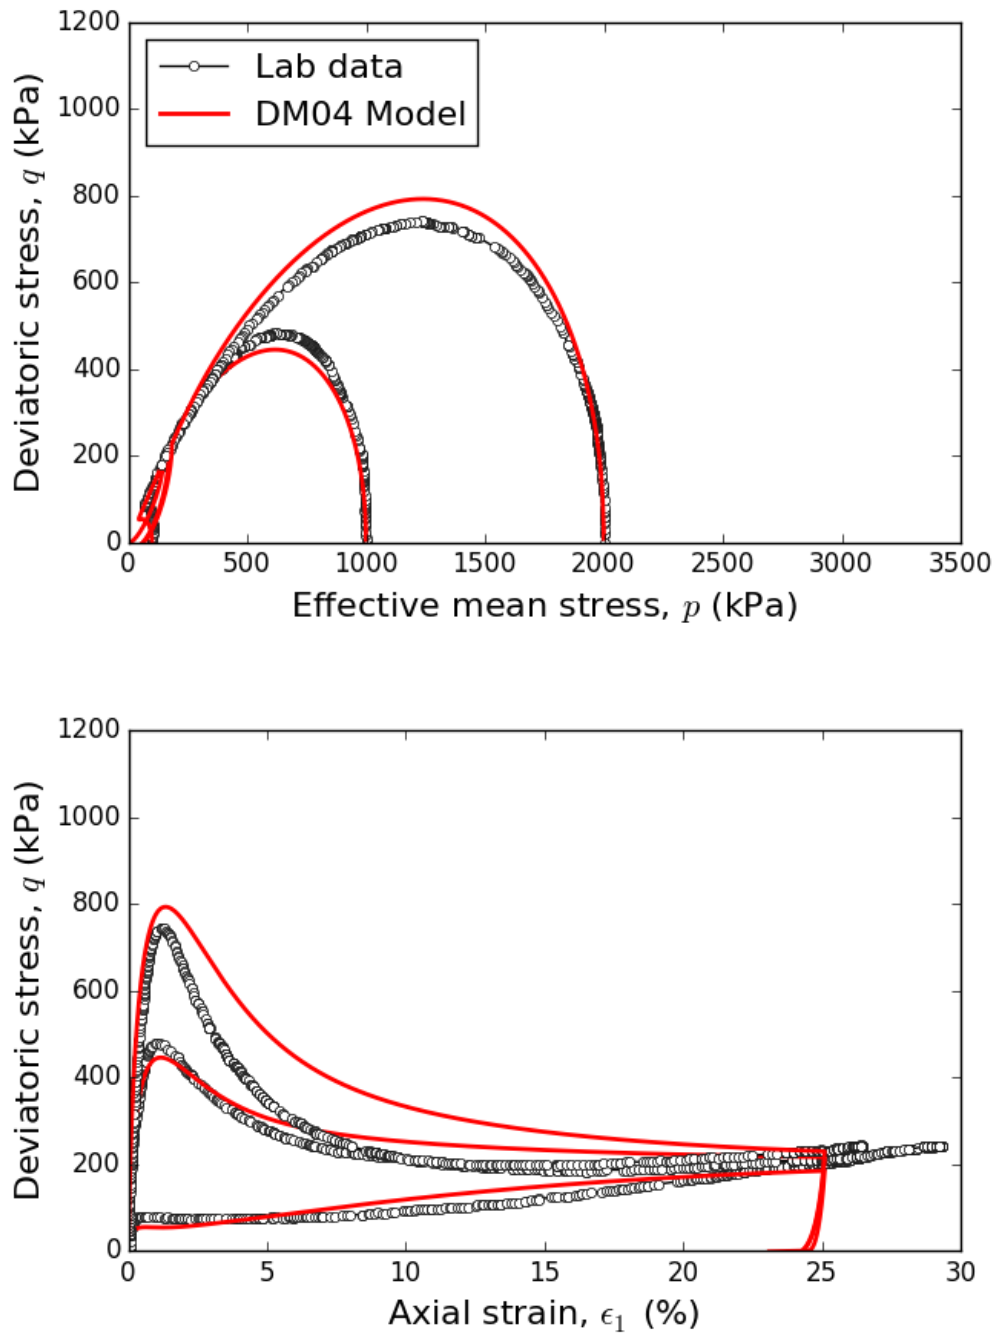 1200
1000
800
600
400
200
0
Deviatoric stress, q (kPa)
Lab data
DM04 Model
0 500 1000 1500 2000 2500 3000 3500
Effective mean stress, p (kPa)
1200
1000
800
600
400
200
0
Deviatoric stress, q (kPa)
0 5 10 15 20 25 30
Axial strain, ϵ₁ (%)